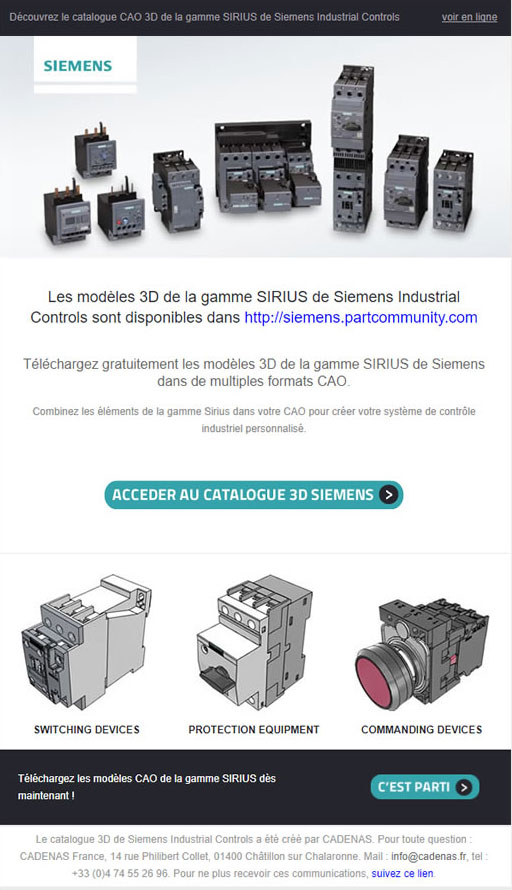 Découvrez le catalogue CAO 3D de la gamme SIRIUS de Siemens Industrial Controls
voir en ligne
SIEMENS
Les modèles 3D de la gamme SIRIUS de Siemens Industrial
Controls sont disponibles dans http://siemens.partcommunity.com
Téléchargez gratuitement les modèles 3D de la gamme SIRIUS de Siemens
dans de multiples formats CAO.
Combinez les éléments de la gamme Sirius dans votre CAO pour créer votre système de contrôle
industriel personnalisé.
ACCEDER AU CATALOGUE 3D SIEMENS
SWITCHING DEVICES
PROTECTION EQUIPMENT
COMMANDING DEVICES
Téléchargez les modèles CAO de la gamme SIRIUS dès
maintenant !
C'EST PARTI
Le catalogue 3D de Siemens Industrial Controls a été créé par CADENAS. Pour toute question :
CADENAS France, 14 rue Philibert Collet, 01400 Châtillon sur Chalaronne. Mail : info@cadenas.fr, tel :
+33 (0)4 74 55 26 96. Pour ne plus recevoir ces communications, suivez ce lien.